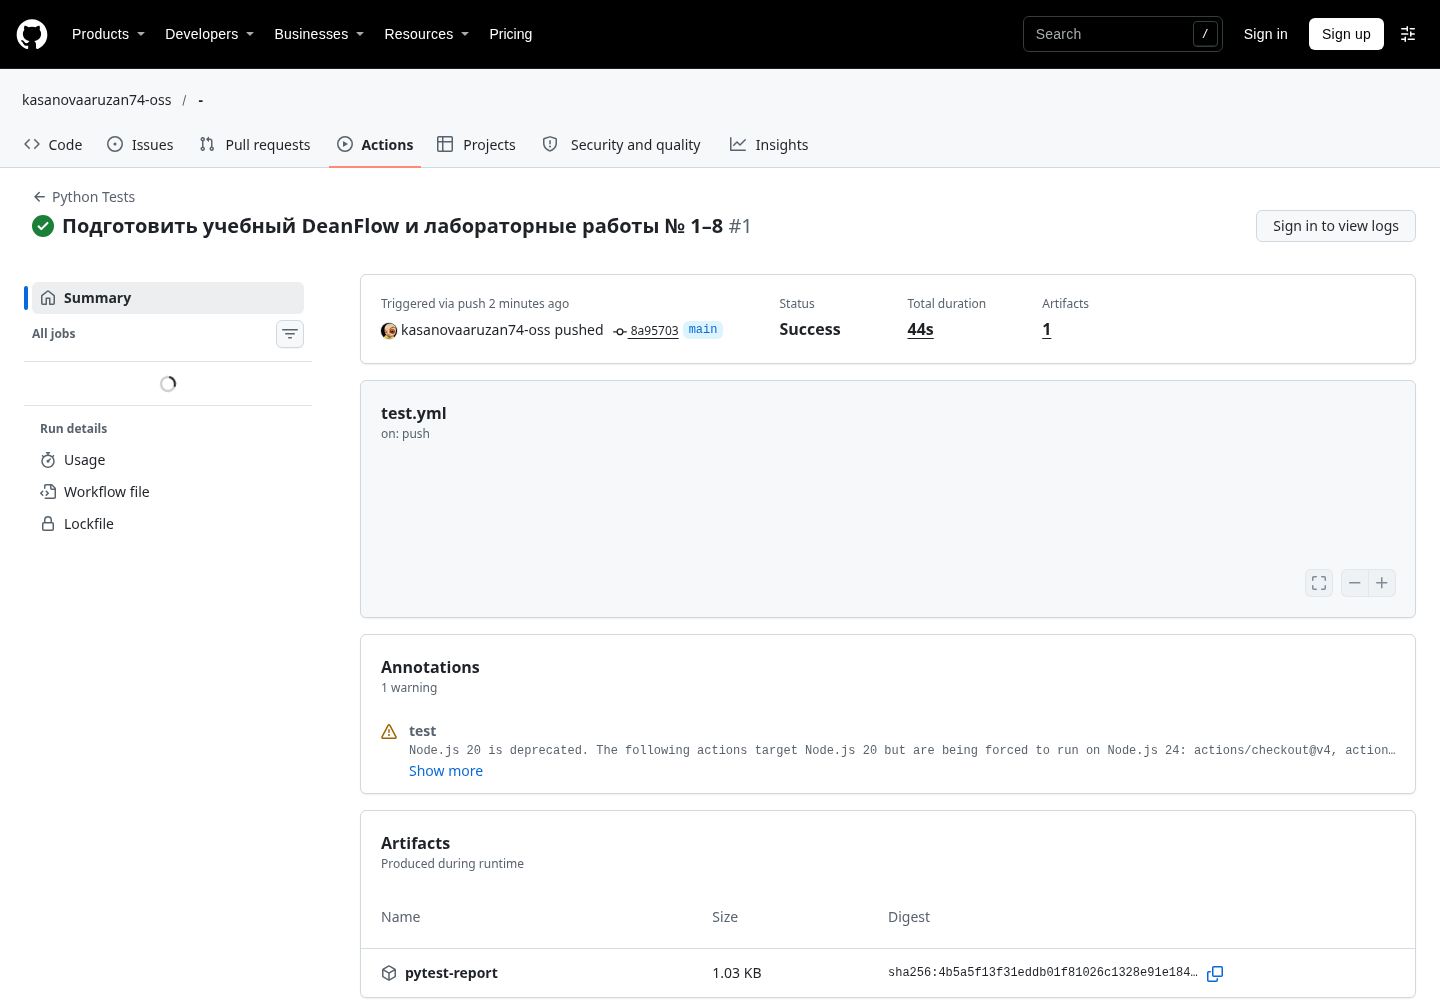 Products Developers Businesses Resources Pricing Search / Sign in Sign up
kasanovaaruzan74-oss / -
Code Issues Pull requests Actions Projects Security and quality Insights
Python Tests
Подготовить учебный DeanFlow и лабораторные работы № 1–8 #1
Sign in to view logs
Summary
All jobs
Run details
Usage
Workflow file
Lockfile
Triggered via push 2 minutes ago
kasanovaaruzan74-oss pushed 8a95703 main
Status
Success
Total duration
44s
Artifacts
1
test.yml
on: push
Annotations
1 warning
test
Node.js 20 is deprecated. The following actions target Node.js 20 but are being forced to run on Node.js 24: actions/checkout@v4, action…
Show more
Artifacts
Produced during runtime
Name Size Digest
pytest-report 1.03 KB sha256:4b5a5f13f31eddb01f81026c1328e91e184…